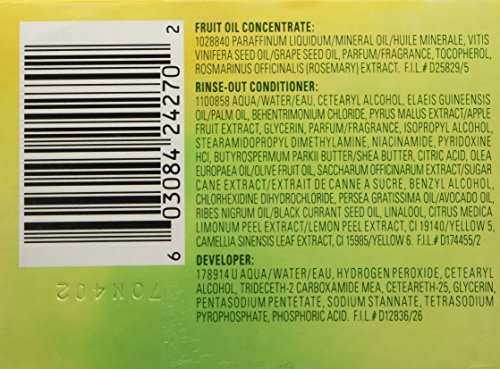 FRUIT OIL CONCENTRATE:
1028840 PARAFFINUM LIQUIDUM/MINERAL OIL/HUILE MINERALE, VITIS
VINIFERA SEED OIL/GRAPE SEED OIL, PARFUM/FRAGRANCE, TOCOPHEROL,
ROSMARINUS OFFICINALIS (ROSEMARY) EXTRACT. F.I.L.# D25829/5
RINSE-OUT CONDITIONER:
1100858 AQUA/WATER/EAU, CETEARYL ALCOHOL, ELAEIS GUINEENSIS
OIL/PALM OIL, BEHENTRIMONIUM CHLORIDE, PYRUS MALUS EXTRACT/APPLE
FRUIT EXTRACT, GLYCERIN, PARFUM/FRAGRANCE, ISOPROPYL ALCOHOL,
STEARAMIDOPROPYL DIMETHYLAMINE, NIACINAMIDE, PYRIDOXINE
HCI, BUTYROSPERMUM PARKII BUTTER/SHEA BUTTER, CITRIC ACID, OLEA
EUROPAEA OIL/OLIVE FRUIT OIL, SACCHARUM OFFICINARUM EXTRACT/SUGAR
CANE EXTRACT/EXTRAIT DE CANNE A SUCRE, BENZYL ALCOHOL,
CHLORHEXIDINE DIHYDROCHLORIDE, PERSEA GRATISSIMA OIL/AVOCADO OIL,
RIBES NIGRUM OIL/BLACK CURRANT SEED OIL, LINALOOL, CITRUS MEDICA
LIMONUM PEEL EXTRACT/LEMON PEEL EXTRACT, CI 19140/YELLOW 5,
CAMELLIA SINENSIS LEAF EXTRACT, CI 15985/YELLOW 6. F.I.L.# D174455/2
DEVELOPER:
178914 U AQUA/WATER/EAU, HYDROGEN PEROXIDE, CETEARYL
ALCOHOL, TRIDECETH-2 CARBOXAMIDE MEA, CETEARETH-25, GLYCERIN,
PENTASODIUM PENTETATE, SODIUM STANNATE, TETRASODIUM
PYROPHOSPHATE, PHOSPHORIC ACID. F.I.L.# D12836/26
6 03084 24270 2
70N402